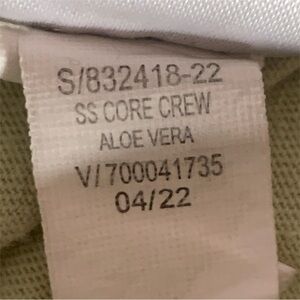 S/832418-22
SS CORE CREW
ALOE VERA
V/700041735
04/22